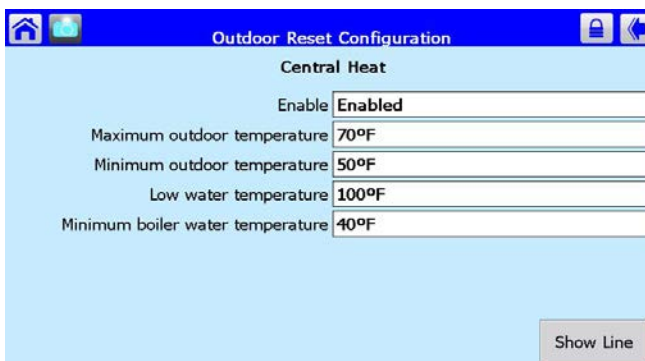 Outdoor Reset Configuration
Central Heat
Enable Enabled
Maximum outdoor temperature 70ºF
Minimum outdoor temperature 50ºF
Low water temperature 100ºF
Minimum boiler water temperature 40ºF
Show Line